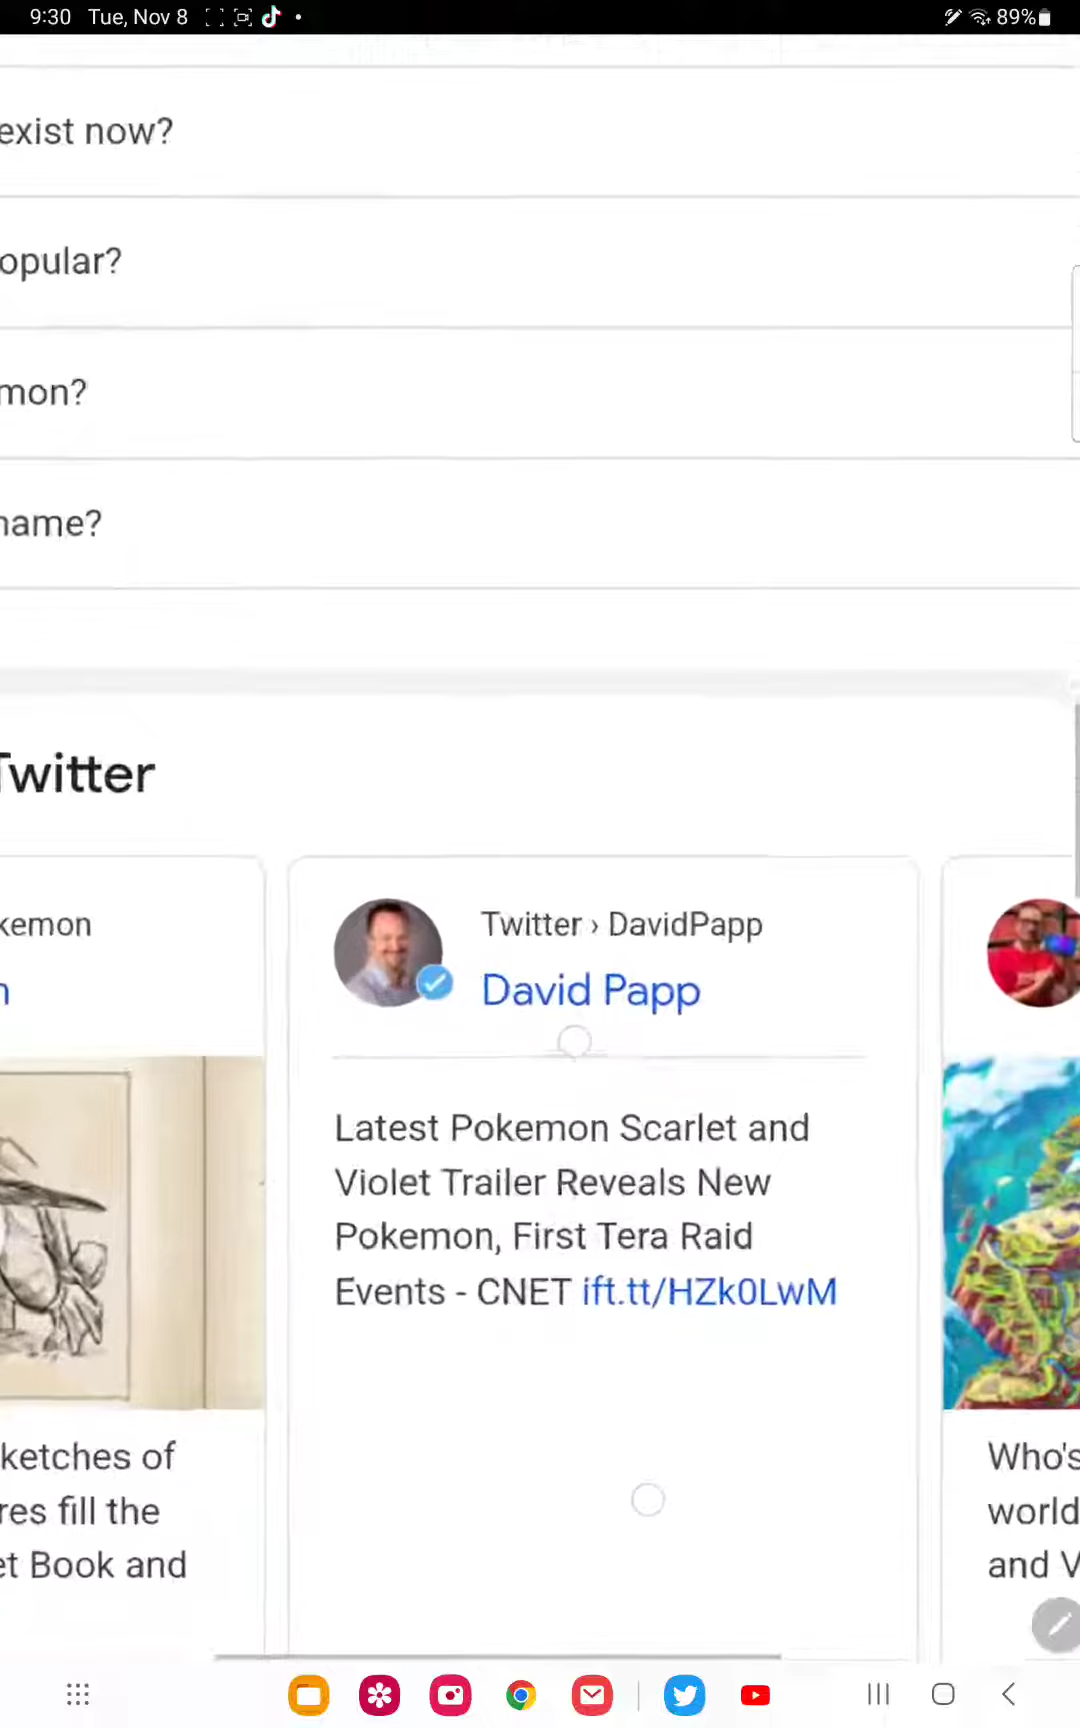 9:30 Tue, Nov 8 89%
exist now?
opular?
mon?
name?
Twitter
kemon
Twitter › DavidPapp
David Papp
Latest Pokemon Scarlet and
Violet Trailer Reveals New
Pokemon, First Tera Raid
Events - CNET ift.tt/HZk0LwM
ketches of
res fill the
et Book and
Who's
world
and V